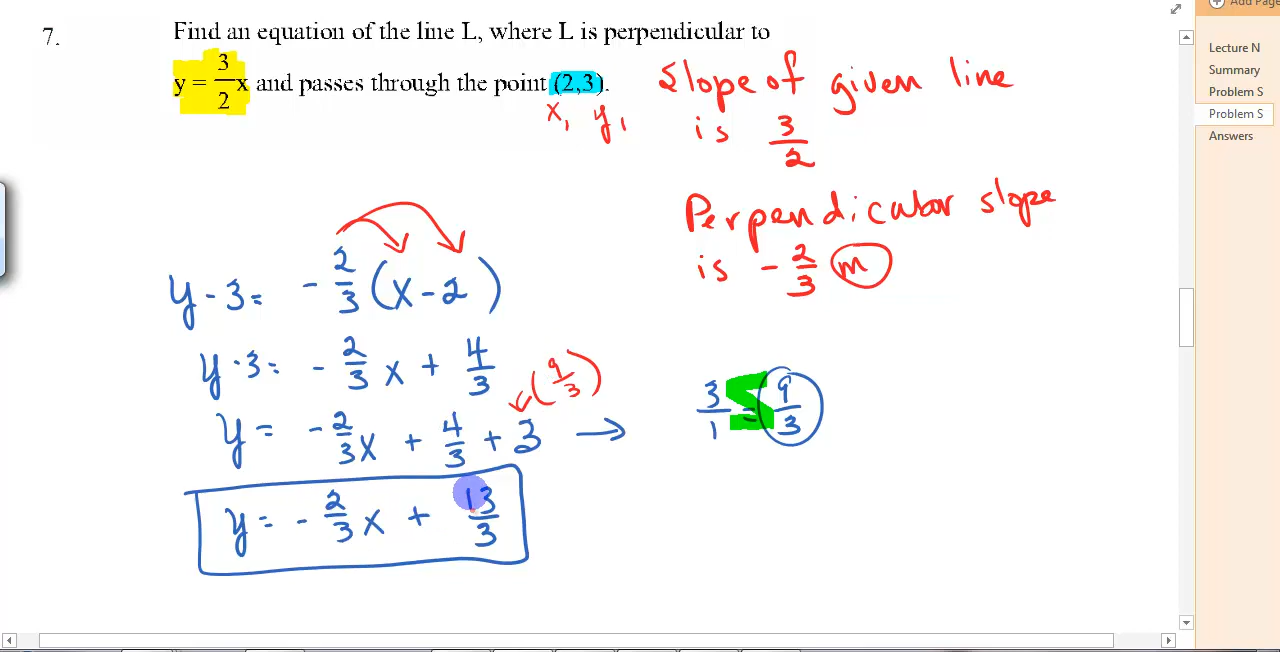 7. Find an equation of the line L, where L is perpendicular to
y = 3/2 x and passes through the point (2,3).
x₁ y₁
Slope of given line
is 3/2
Perpendicular slope
is -2/3 m
y - 3 = -2/3 (x - 2)
y - 3 = -2/3 x + 4/3
(9/3)
y = -2/3 x + 4/3 + 3 →
3/1 = 9/3
y = -2/3 x + 13/3
Add Page
Lecture N
Summary
Problem S
Problem S
Answers